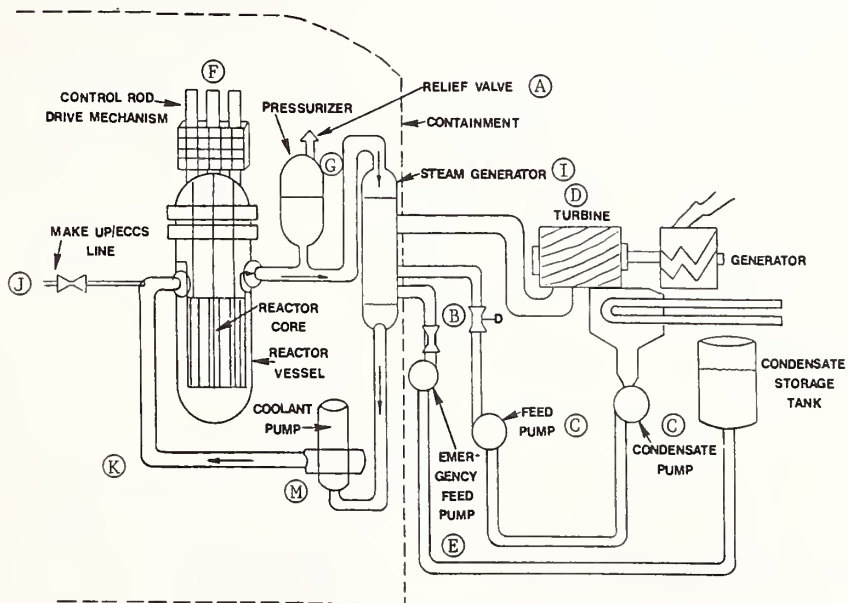 F
CONTROL ROD
DRIVE MECHANISM
PRESSURIZER
RELIEF VALVE A
CONTAINMENT
G
STEAM GENERATOR I
D
TURBINE
MAKE UP/ECCS
LINE
J
GENERATOR
REACTOR
CORE
REACTOR
VESSEL
B
CONDENSATE
STORAGE
TANK
COOLANT
PUMP
FEED
PUMP C
C
CONDENSATE
PUMP
EMER-
GENCY
FEED
PUMP
K
M
E